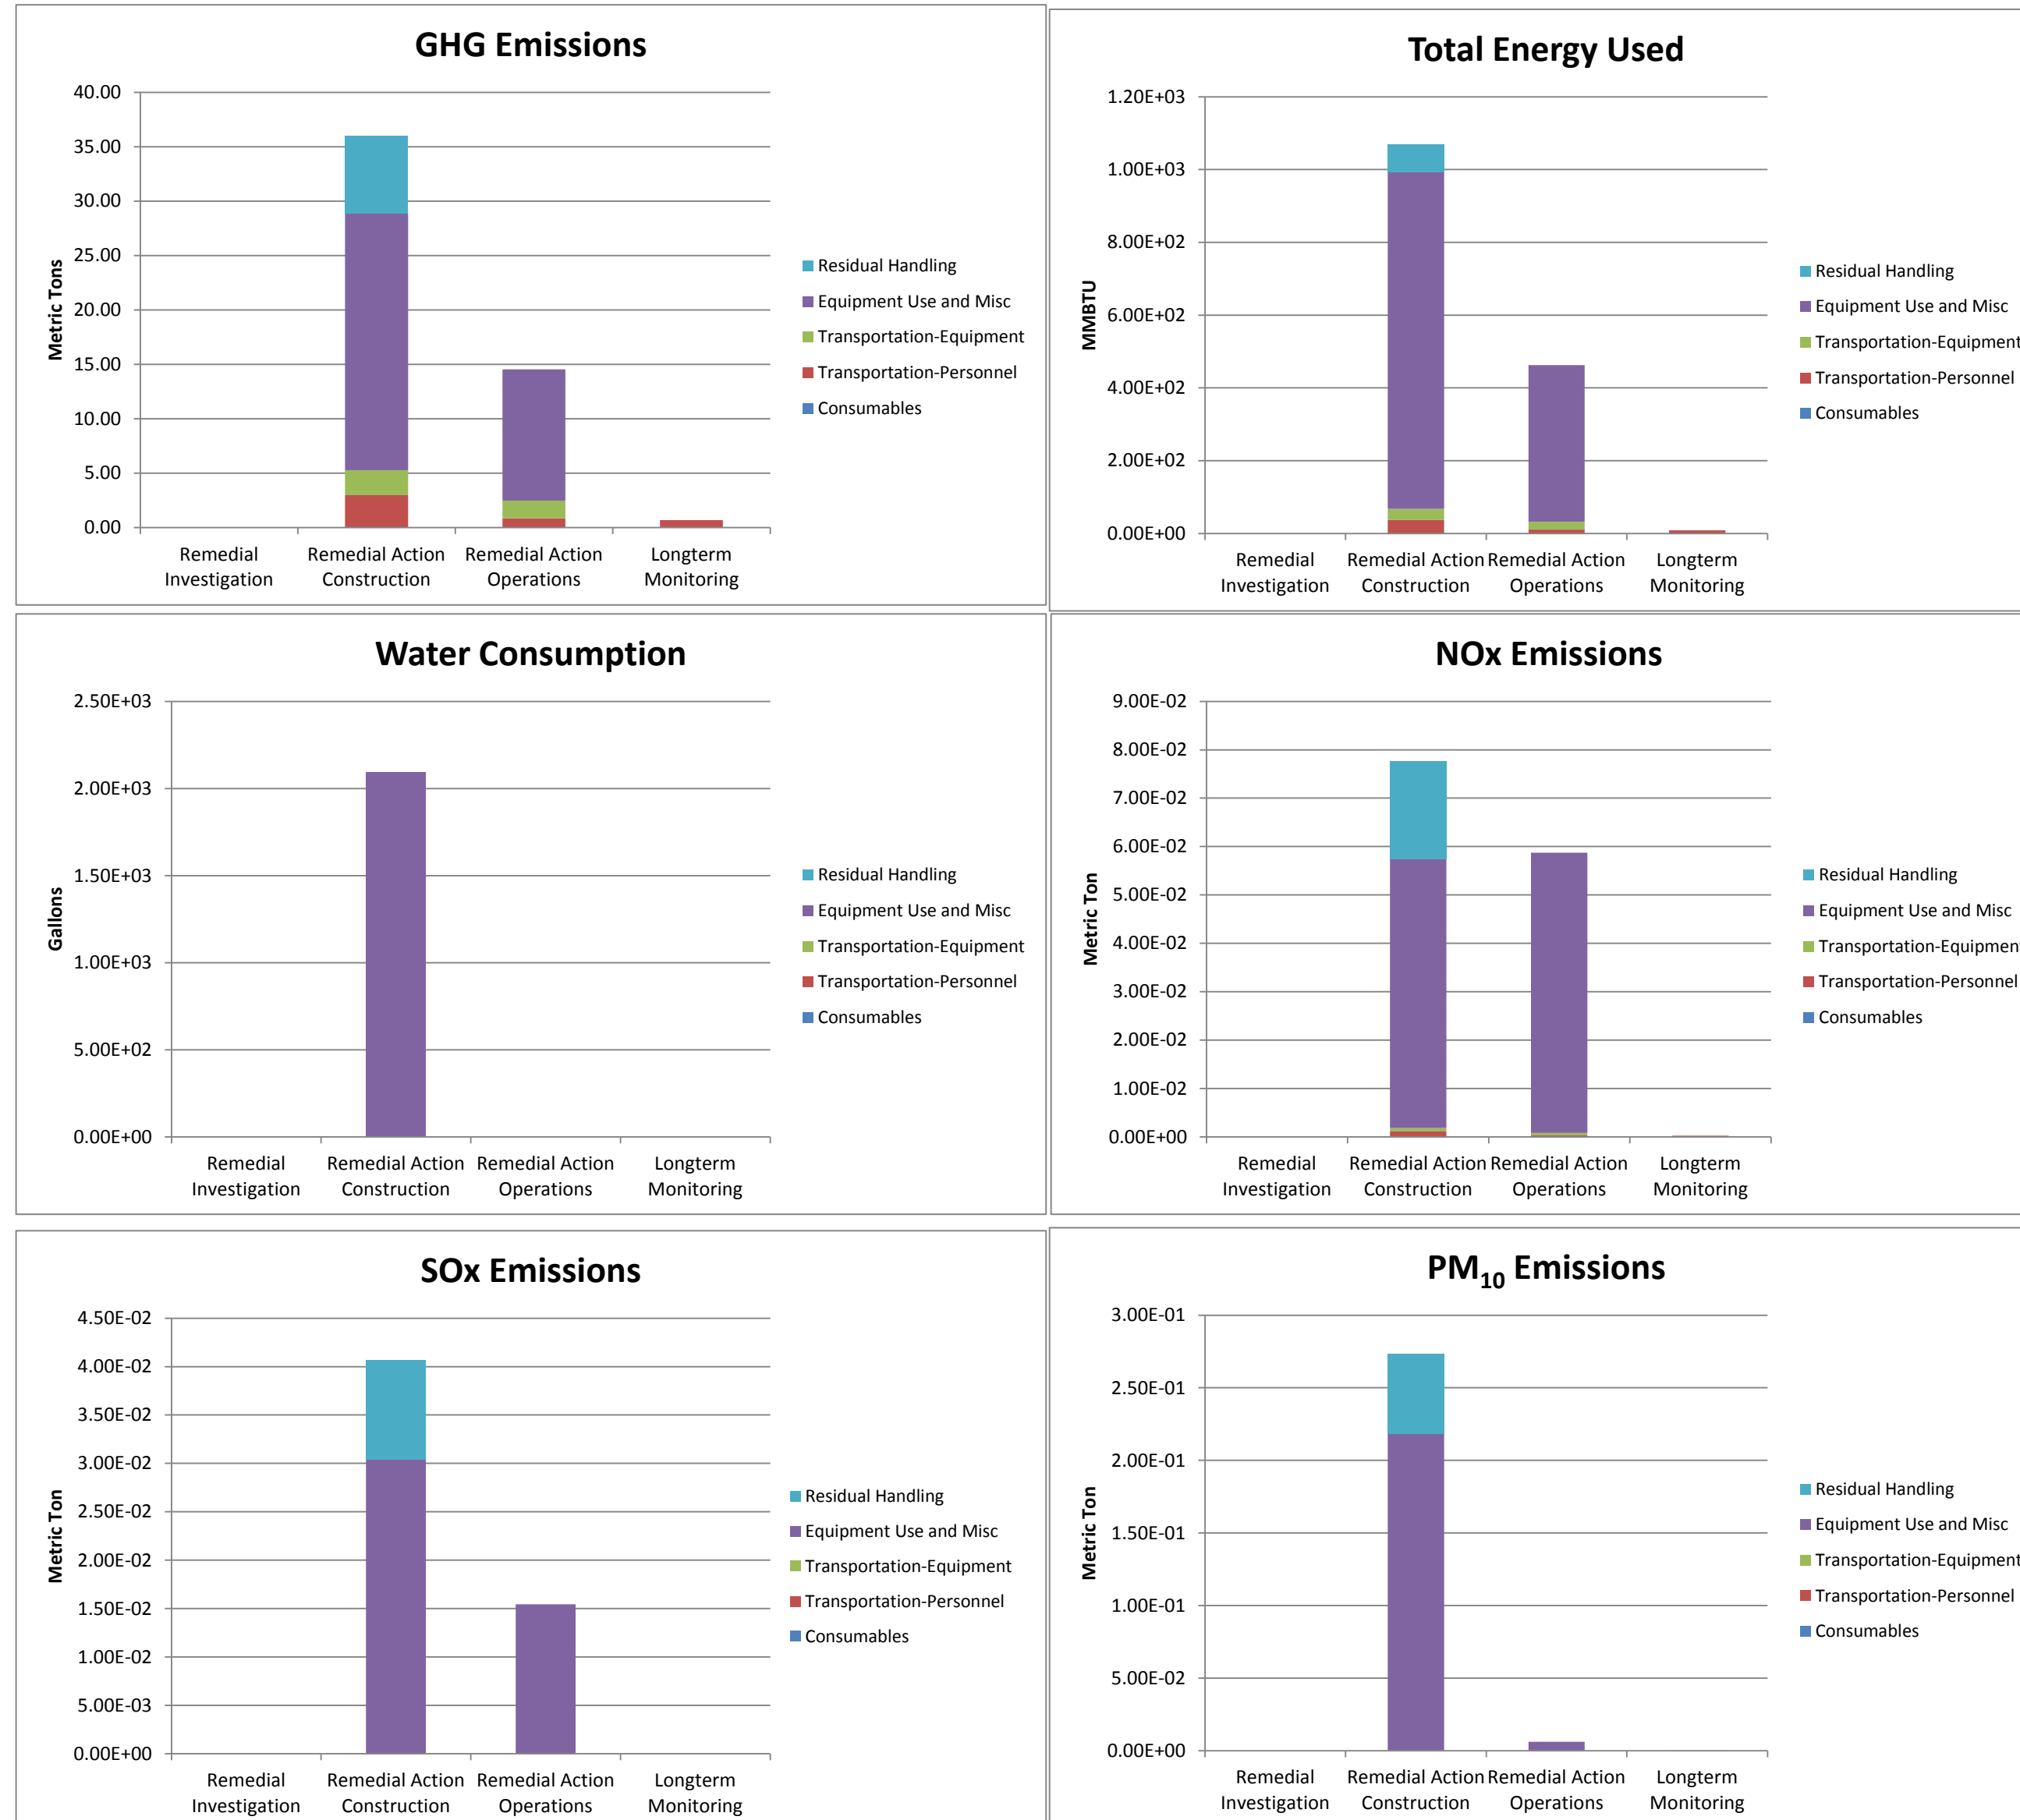 GHG Emissions
40.00
35.00
30.00
25.00
20.00
15.00
10.00
5.00
0.00
Metric Tons
Remedial Investigation
Remedial Action Construction
Remedial Action Operations
Longterm Monitoring
Residual Handling
Equipment Use and Misc
Transportation-Equipment
Transportation-Personnel
Consumables
Total Energy Used
1.20E+03
1.00E+03
8.00E+02
6.00E+02
4.00E+02
2.00E+02
0.00E+00
MMBTU
Remedial Investigation
Remedial Action Construction
Remedial Action Operations
Longterm Monitoring
Residual Handling
Equipment Use and Misc
Transportation-Equipment
Transportation-Personnel
Consumables
Water Consumption
2.50E+03
2.00E+03
1.50E+03
1.00E+03
5.00E+02
0.00E+00
Gallons
Remedial Investigation
Remedial Action Construction
Remedial Action Operations
Longterm Monitoring
Residual Handling
Equipment Use and Misc
Transportation-Equipment
Transportation-Personnel
Consumables
NOx Emissions
9.00E-02
8.00E-02
7.00E-02
6.00E-02
5.00E-02
4.00E-02
3.00E-02
2.00E-02
1.00E-02
0.00E+00
Metric Ton
Remedial Investigation
Remedial Action Construction
Remedial Action Operations
Longterm Monitoring
Residual Handling
Equipment Use and Misc
Transportation-Equipment
Transportation-Personnel
Consumables
SOx Emissions
4.50E-02
4.00E-02
3.50E-02
3.00E-02
2.50E-02
2.00E-02
1.50E-02
1.00E-02
5.00E-03
0.00E+00
Metric Ton
Remedial Investigation
Remedial Action Construction
Remedial Action Operations
Longterm Monitoring
Residual Handling
Equipment Use and Misc
Transportation-Equipment
Transportation-Personnel
Consumables
PM10 Emissions
3.00E-01
2.50E-01
2.00E-01
1.50E-01
1.00E-01
5.00E-02
0.00E+00
Metric Ton
Remedial Investigation
Remedial Action Construction
Remedial Action Operations
Longterm Monitoring
Residual Handling
Equipment Use and Misc
Transportation-Equipment
Transportation-Personnel
Consumables